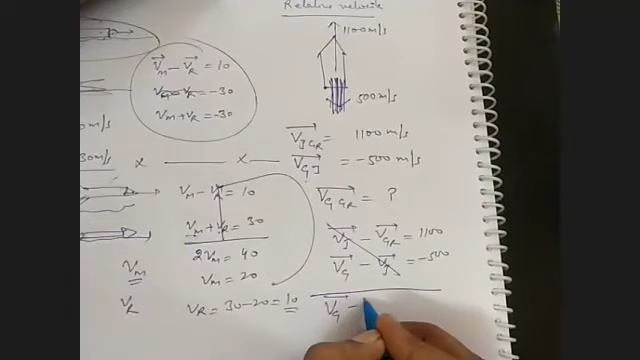 Relative velocity
1100 m/s
500 m/s
V_M - V_R = 10
V_M - V_R = -30
V_M + V_R = -30
V_JGR = 1100 m/s
V_GJ = -500 m/s
30 m/s
x x
V_M - V_R = 10
V_M + V_R = 30
2V_M = 40
V_M = 20
V_M
V_R
V_R = 30-20 = 10
V_GGR = ?
V_J - V_GR = 1100
V_G - V_J = -500
V_G -